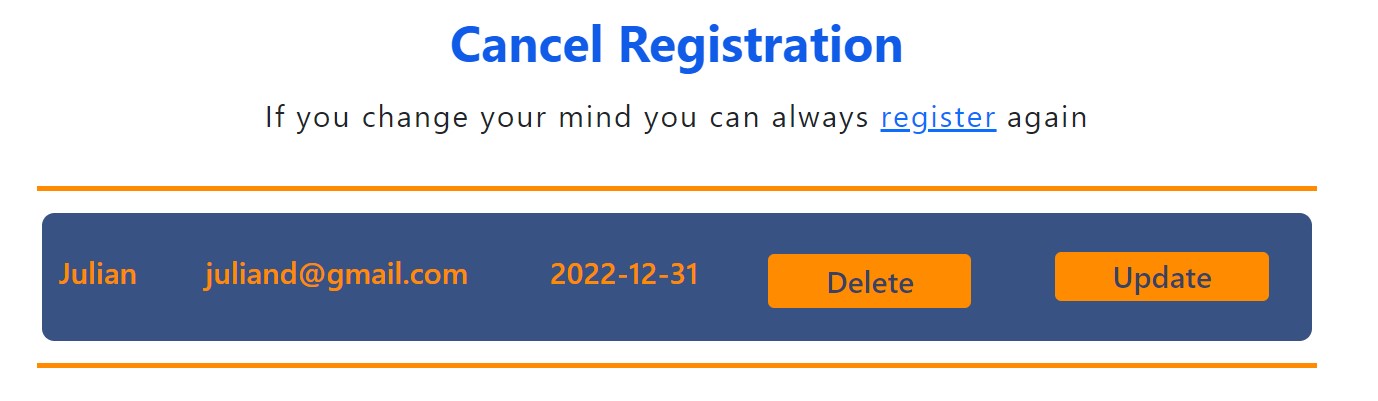 Cancel Registration
If you change your mind you can always register again
Julian juliand@gmail.com 2022-12-31 Delete Update